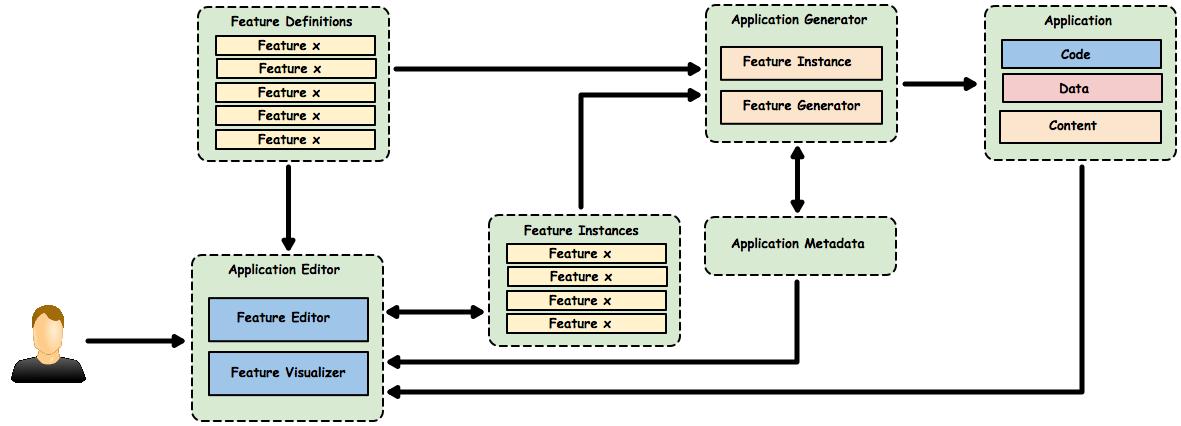 Feature Definitions
Feature x
Feature x
Feature x
Feature x
Feature x
Application Generator
Feature Instance
Feature Generator
Application
Code
Data
Content
Feature Instances
Feature x
Feature x
Feature x
Feature x
Application Metadata
Application Editor
Feature Editor
Feature Visualizer